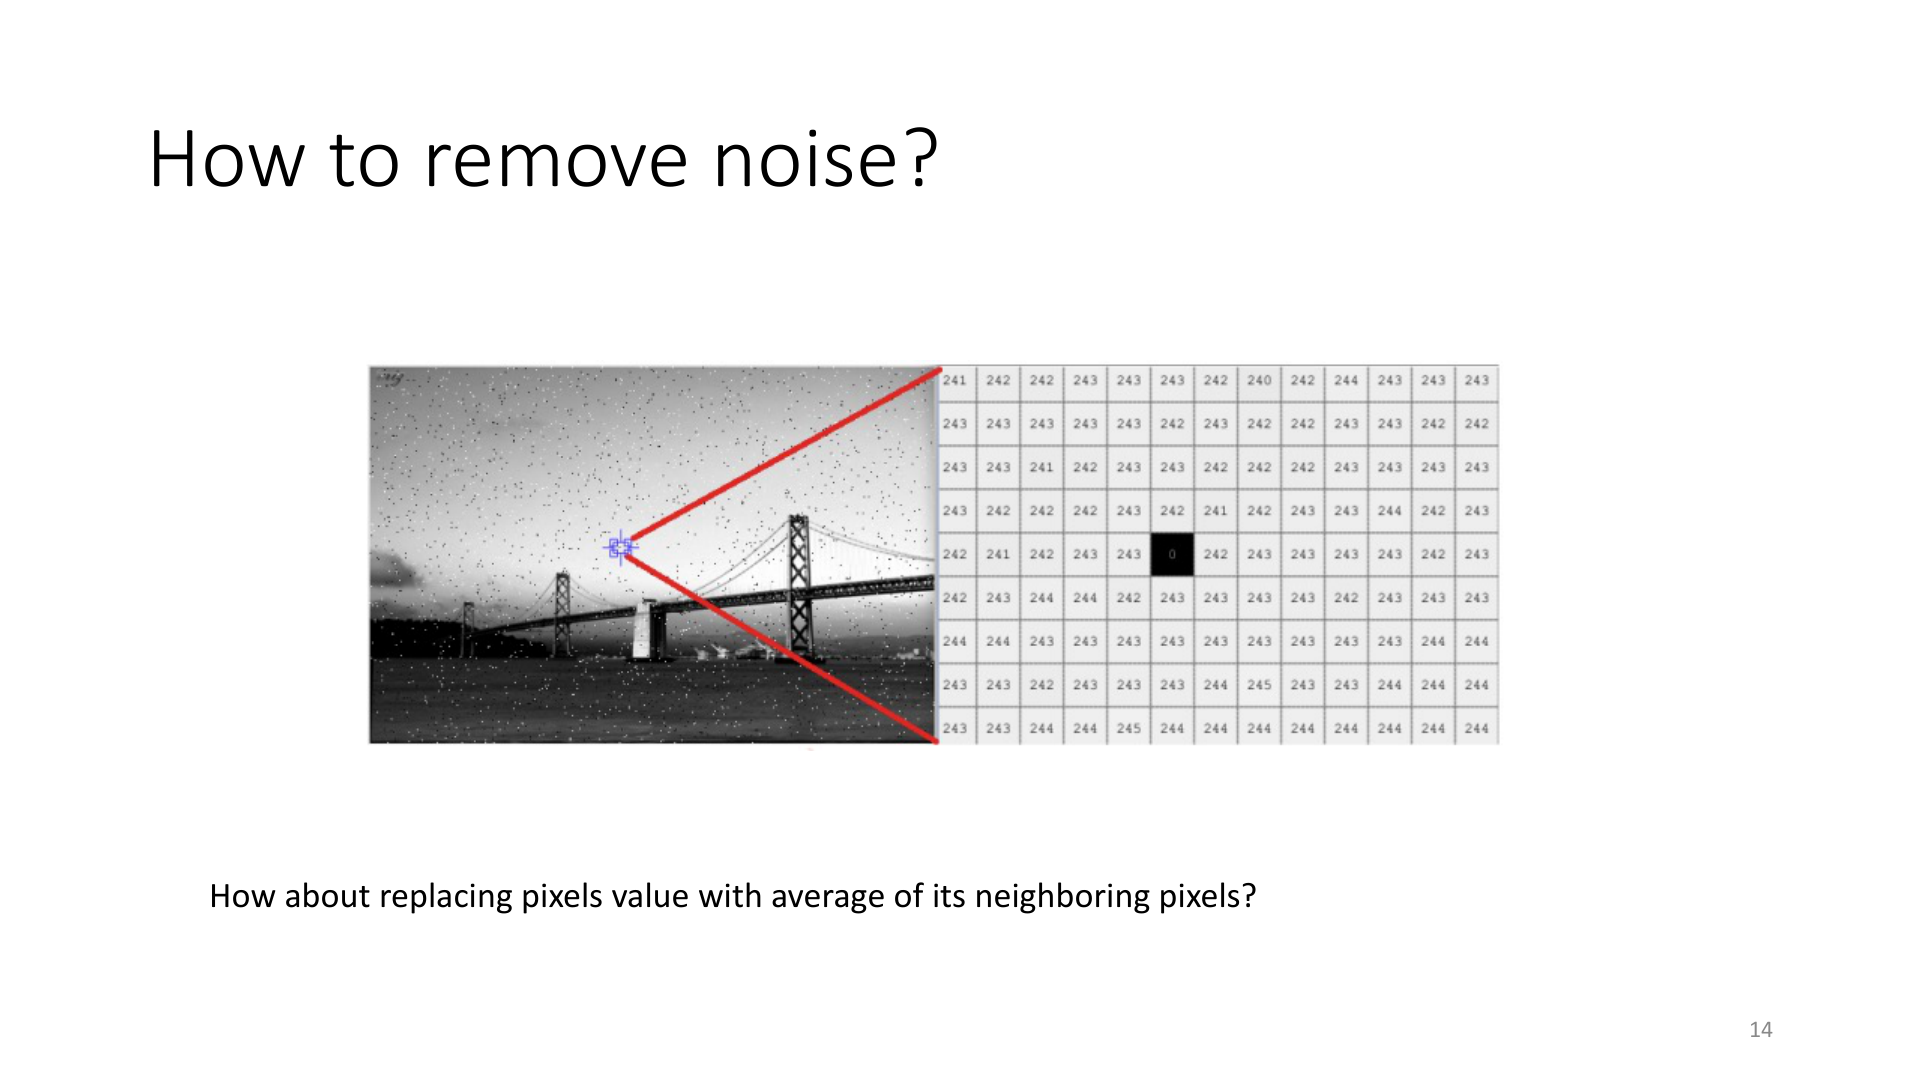 How to remove noise?
241 242 242 243 243 243 242 240 242 244 243 243 243
243 243 243 243 243 242 243 242 242 243 243 242 242
243 243 241 242 243 243 242 242 242 243 243 243 243
243 242 242 242 243 242 241 242 243 243 244 242 243
242 241 242 243 243 0 242 243 243 243 243 242 243
242 243 244 244 242 243 243 243 243 242 243 243 243
244 244 243 243 243 243 243 243 243 243 243 244 244
243 243 242 243 243 243 244 245 243 243 244 244 244
243 243 244 244 245 244 244 244 244 244 244 244 244
How about replacing pixels value with average of its neighboring pixels?
14